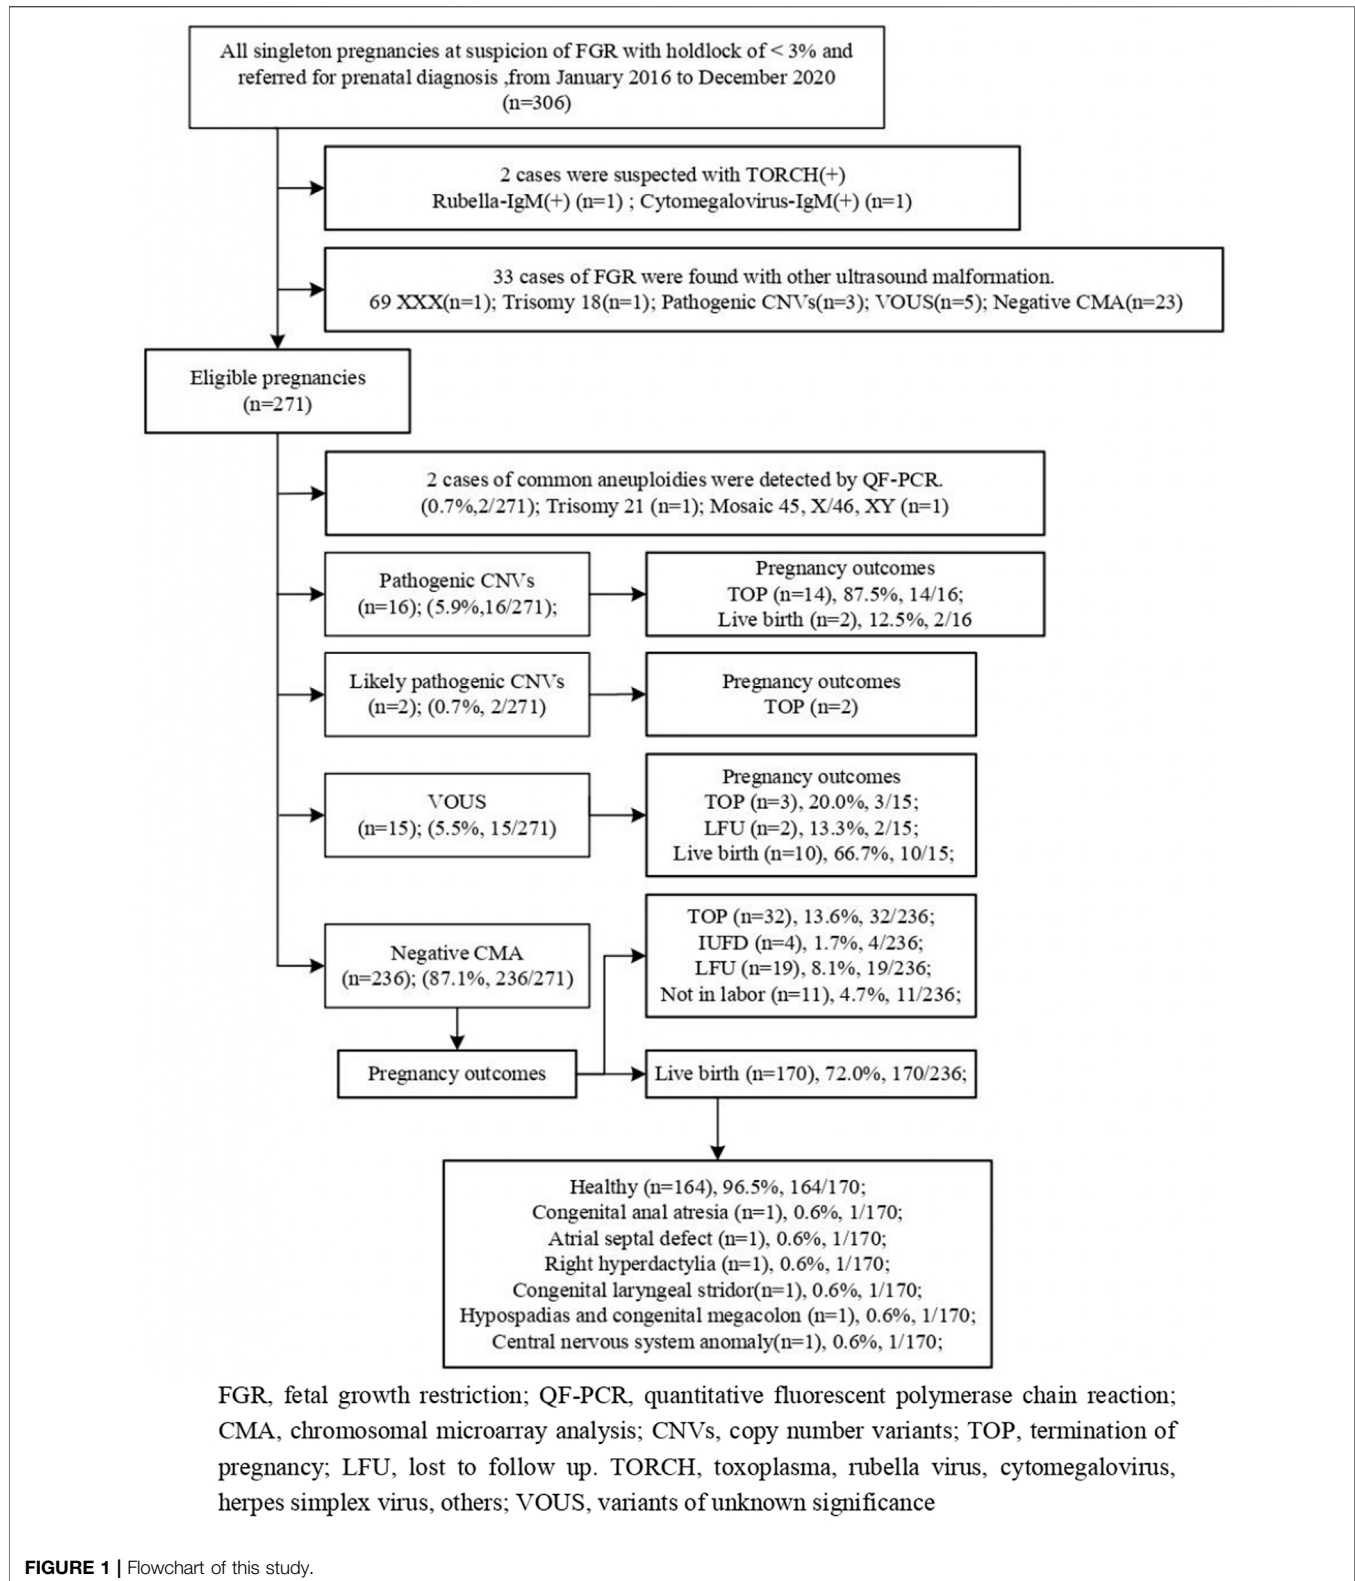 All singleton pregnancies at suspicion of FGR with holdlock of < 3% and
referred for prenatal diagnosis ,from January 2016 to December 2020
(n=306)
2 cases were suspected with TORCH(+)
Rubella-IgM(+) (n=1) ; Cytomegalovirus-IgM(+) (n=1)
33 cases of FGR were found with other ultrasound malformation.
69 XXX(n=1); Trisomy 18(n=1); Pathogenic CNVs(n=3); VOUS(n=5); Negative CMA(n=23)
Eligible pregnancies
(n=271)
2 cases of common aneuploidies were detected by QF-PCR.
(0.7%,2/271); Trisomy 21 (n=1); Mosaic 45, X/46, XY (n=1)
Pathogenic CNVs
(n=16); (5.9%,16/271);
Pregnancy outcomes
TOP (n=14), 87.5%, 14/16;
Live birth (n=2), 12.5%, 2/16
Likely pathogenic CNVs
(n=2); (0.7%, 2/271)
Pregnancy outcomes
TOP (n=2)
VOUS
(n=15); (5.5%, 15/271)
Pregnancy outcomes
TOP (n=3), 20.0%, 3/15;
LFU (n=2), 13.3%, 2/15;
Live birth (n=10), 66.7%, 10/15;
Negative CMA
(n=236); (87.1%, 236/271)
TOP (n=32), 13.6%, 32/236;
IUFD (n=4), 1.7%, 4/236;
LFU (n=19), 8.1%, 19/236;
Not in labor (n=11), 4.7%, 11/236;
Pregnancy outcomes
Live birth (n=170), 72.0%, 170/236;
Healthy (n=164), 96.5%, 164/170;
Congenital anal atresia (n=1), 0.6%, 1/170;
Atrial septal defect (n=1), 0.6%, 1/170;
Right hyperdactylia (n=1), 0.6%, 1/170;
Congenital laryngeal stridor(n=1), 0.6%, 1/170;
Hypospadias and congenital megacolon (n=1), 0.6%, 1/170;
Central nervous system anomaly(n=1), 0.6%, 1/170;
FGR, fetal growth restriction; QF-PCR, quantitative fluorescent polymerase chain reaction;
CMA, chromosomal microarray analysis; CNVs, copy number variants; TOP, termination of
pregnancy; LFU, lost to follow up. TORCH, toxoplasma, rubella virus, cytomegalovirus,
herpes simplex virus, others; VOUS, variants of unknown significance
FIGURE 1 | Flowchart of this study.